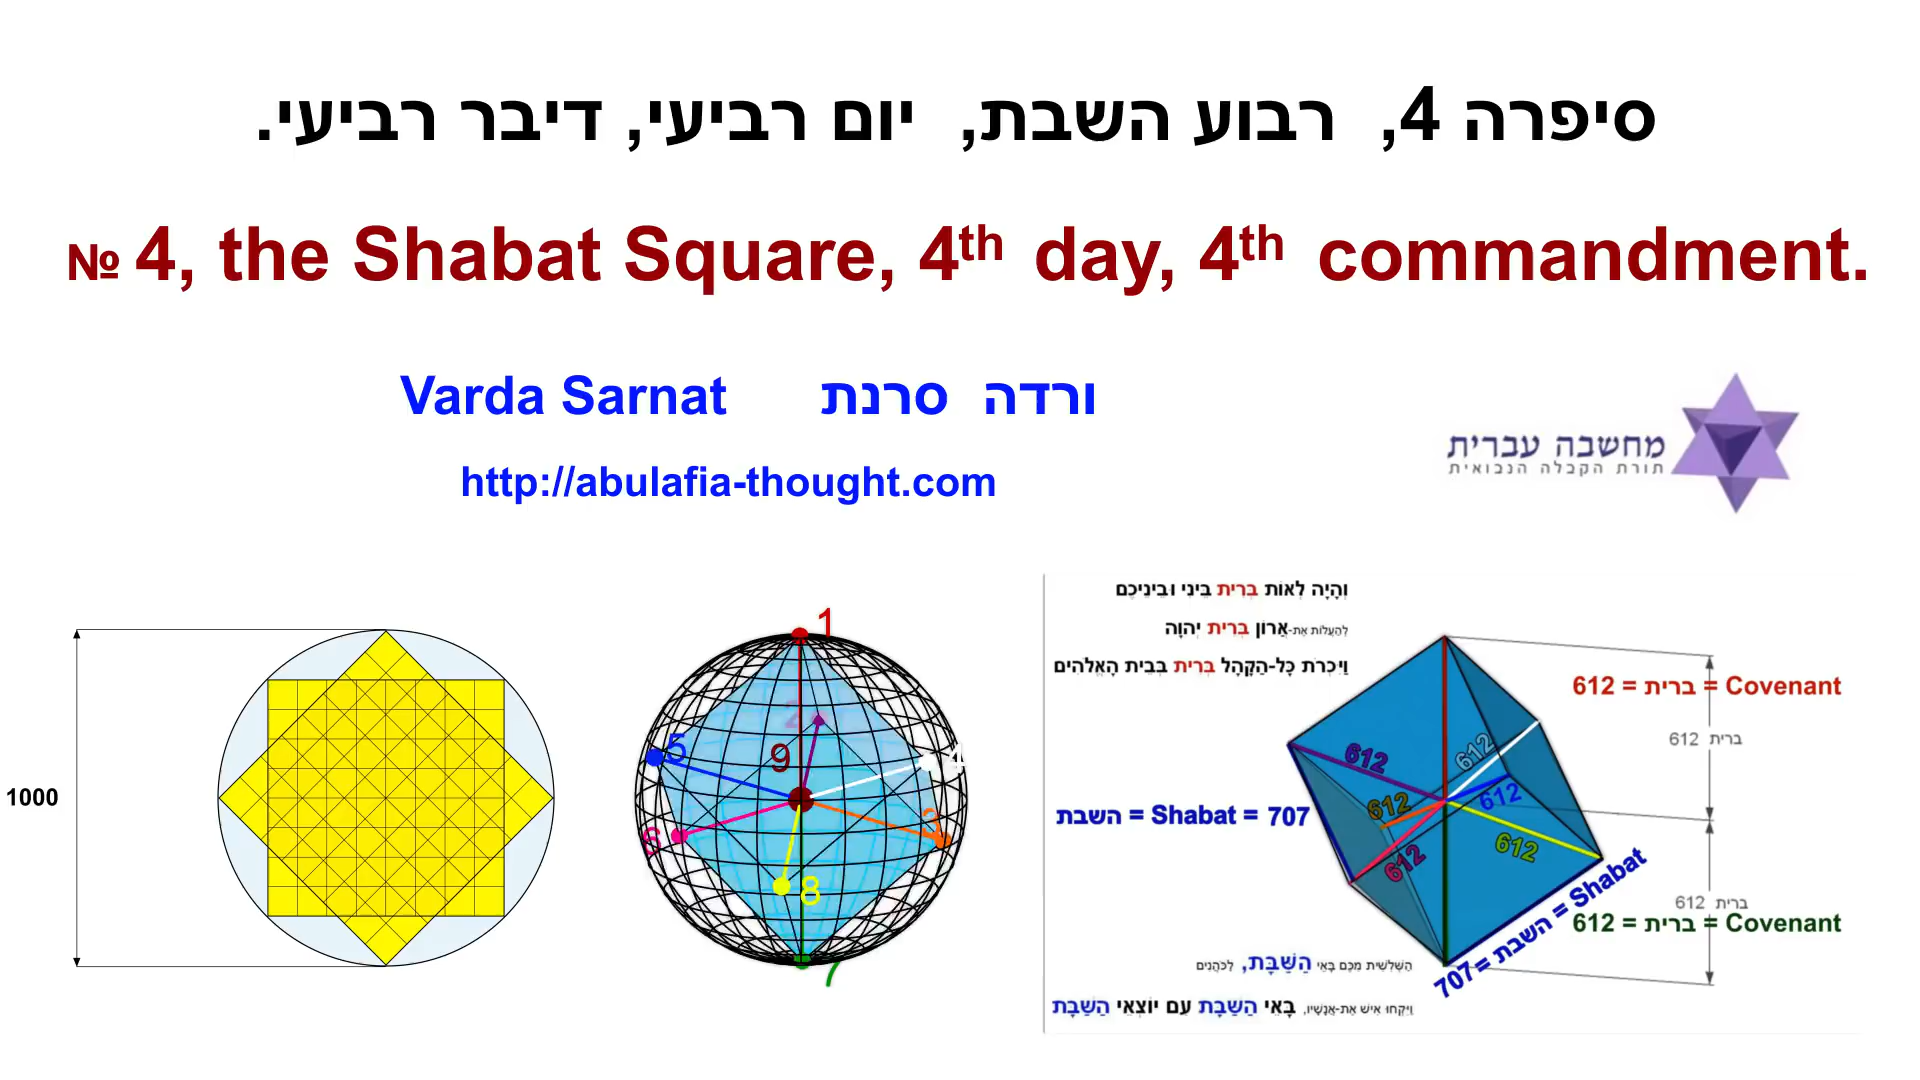 סיפרה 4, רבוע השבת, יום רביעי, דיבר רביעי.
№ 4, the Shabat Square, 4th day, 4th commandment.
Varda Sarnat ורדה סרנת
http://abulafia-thought.com
מחשבה עברית
תורת הקבלה הנבואית
1000
1
2
5
9
4
3
6
8
7
וְהָיָה לְאוֹת בְּרִית בֵּינִי וּבֵינֵיכֶם
לְהַעֲלוֹת אֶת-אֲרוֹן בְּרִית יְהוָה
וַיִּכְרֹת כָּל-הַקָּהָל בְּרִית בְּבֵית הָאֱלֹהִים
612 = ברית = Covenant
612 ברית
השבת = Shabat = 707
612
612
612
612
612
612
612 ברית
612 = ברית = Covenant
707 = השבת = Shabat
הַשְּׁלִשִׁית מִכֶּם בָּאֵי הַשַּׁבָּת, לַכֹּהֲנִים
וַיִּקְחוּ אִישׁ אֶת-אֲנָשָׁיו, בָּאֵי הַשַּׁבָּת עִם יוֹצְאֵי הַשַּׁבָּת